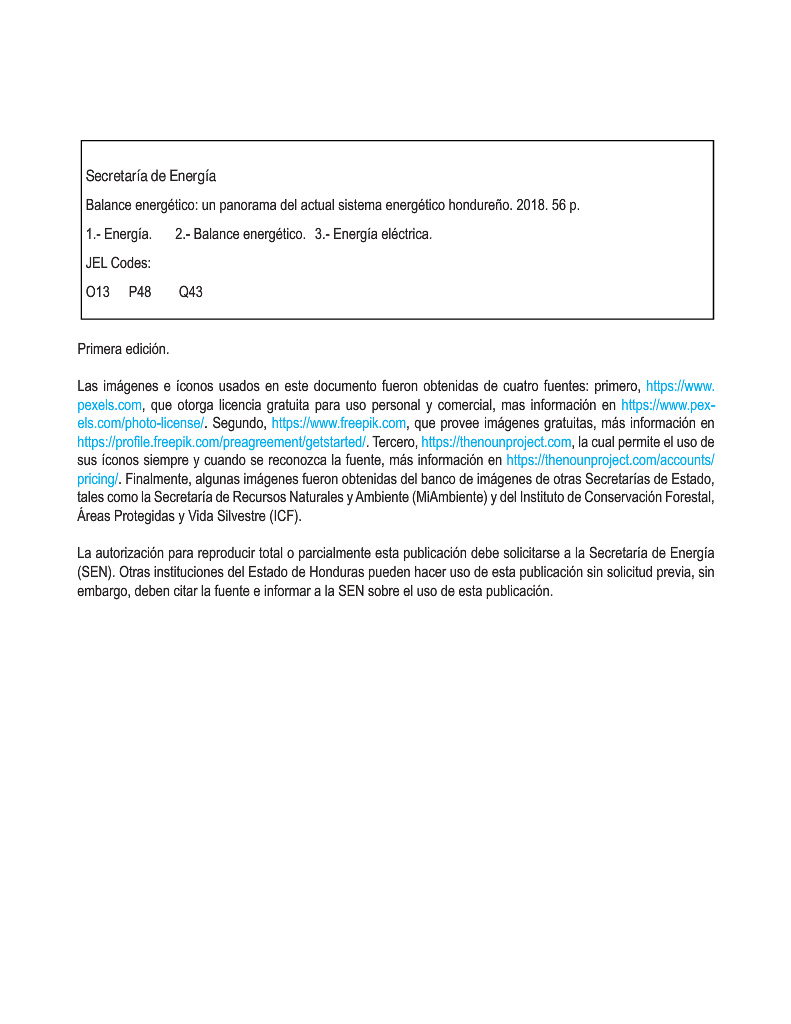 Secretaría de Energía
Balance energético: un panorama del actual sistema energético hondureño. 2018. 56 p.
1.- Energía. 2.- Balance energético. 3.- Energía eléctrica.
JEL Codes:
O13 P48 Q43
Primera edición.
Las imágenes e íconos usados en este documento fueron obtenidas de cuatro fuentes: primero, https://www.
pexels.com, que otorga licencia gratuita para uso personal y comercial, mas información en https://www.pex-
els.com/photo-license/. Segundo, https://www.freepik.com, que provee imágenes gratuitas, más información en
https://profile.freepik.com/preagreement/getstarted/. Tercero, https://thenounproject.com, la cual permite el uso de
sus íconos siempre y cuando se reconozca la fuente, más información en https://thenounproject.com/accounts/
pricing/. Finalmente, algunas imágenes fueron obtenidas del banco de imágenes de otras Secretarías de Estado,
tales como la Secretaría de Recursos Naturales y Ambiente (MiAmbiente) y del Instituto de Conservación Forestal,
Áreas Protegidas y Vida Silvestre (ICF).
La autorización para reproducir total o parcialmente esta publicación debe solicitarse a la Secretaría de Energía
(SEN). Otras instituciones del Estado de Honduras pueden hacer uso de esta publicación sin solicitud previa, sin
embargo, deben citar la fuente e informar a la SEN sobre el uso de esta publicación.